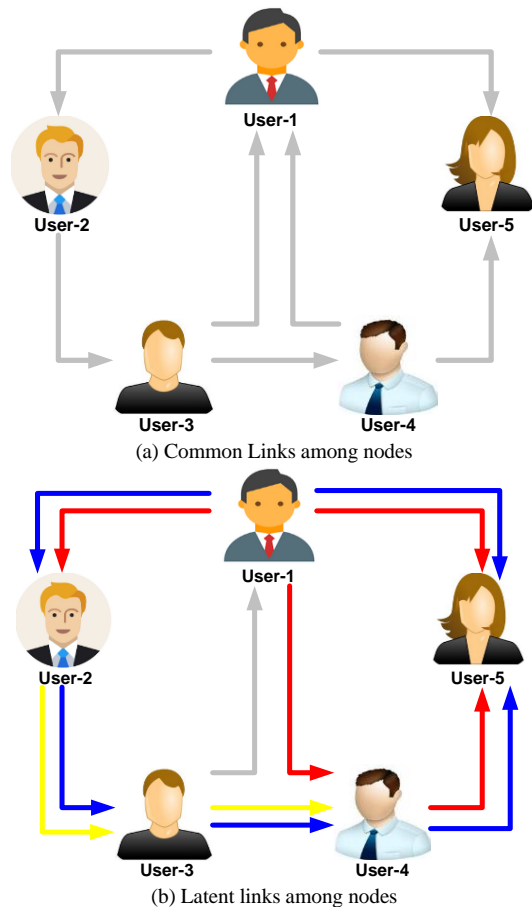 User-1
User-2
User-5
User-3
User-4
(a) Common Links among nodes
User-1
User-2
User-5
User-3
User-4
(b) Latent links among nodes